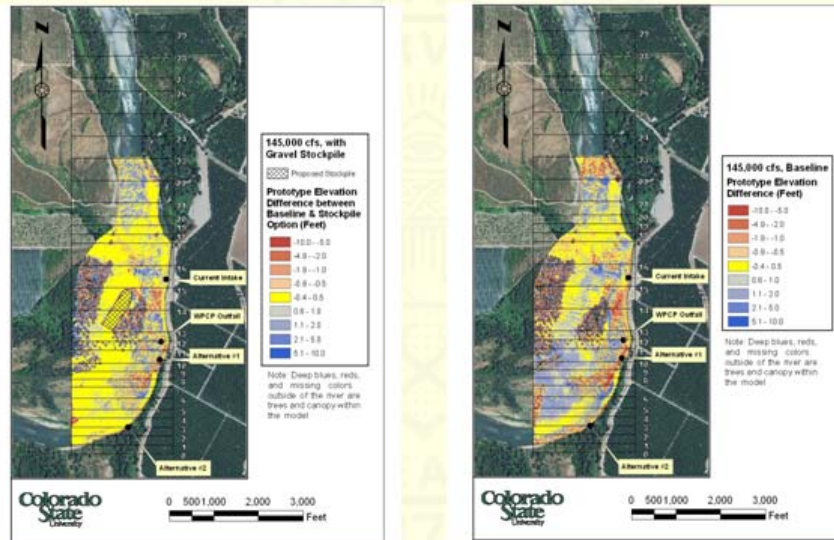 Z
145,000 cfs, with
Gravel Stockpile
Proposed Stockpile
Prototype Elevation
Difference between
Baseline & Stockpile
Option (Feet)
-10.0 - -5.0
-4.9 - -2.0
-1.9 - -1.0
-0.9 - -0.5
-0.4 - 0.5
0.6 - 1.0
1.1 - 2.0
2.1 - 5.0
5.1 - 10.0
Note: Deep blues, reds,
and missing colors
outside of the river are
trees and canopy within
the model
Current Intake
WPCP Outfall
Alternative #1
Alternative #2
Colorado
State
University
0 500 1,000 2,000 3,000
Feet
Z
145,000 cfs, Baseline
Prototype Elevation
Difference (Feet)
-10.0 - -5.0
-4.9 - -2.0
-1.9 - -1.0
-0.9 - -0.5
-0.4 - 0.5
0.6 - 1.0
1.1 - 2.0
2.1 - 5.0
5.1 - 10.0
Note: Deep blues, reds,
and missing colors
outside of the river are
trees and canopy within
the model
Current Intake
WPCP Outfall
Alternative #1
Alternative #2
Colorado
State
University
0 500 1,000 2,000 3,000
Feet